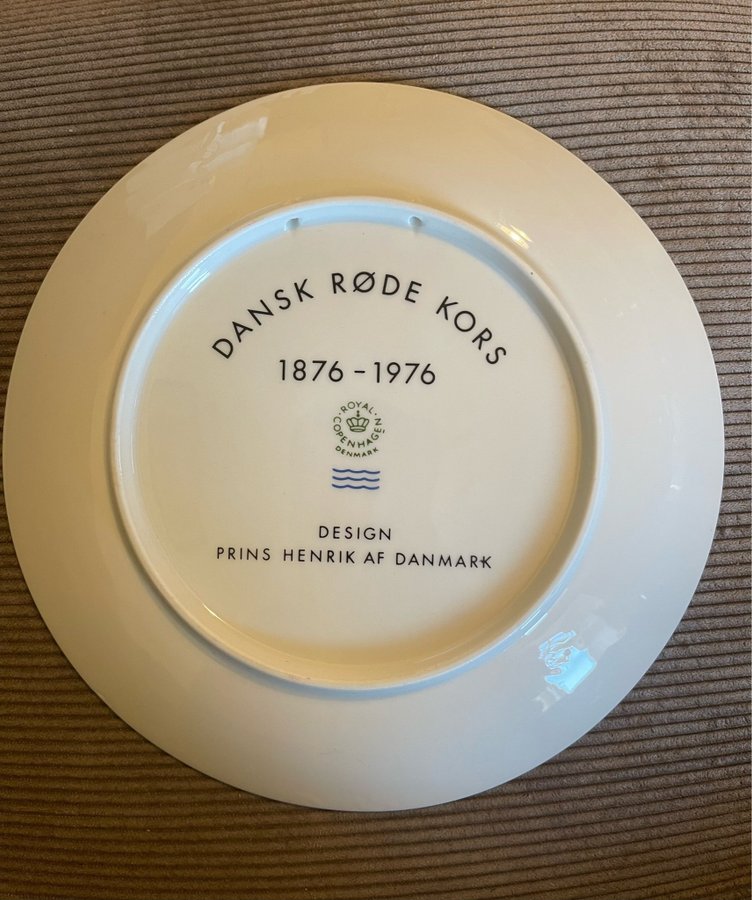 DANSK RØDE KORS
1876-1976
ROYAL COPENHAGEN
DENMARK
DESIGN
PRINS HENRIK AF DANMARK